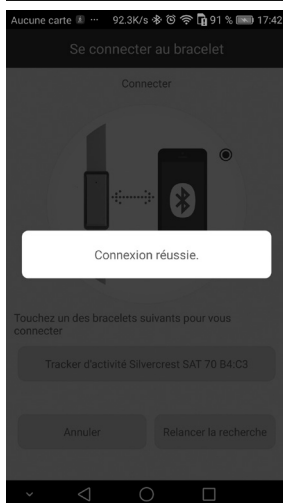 Aucune carte ... 92.3K/s 91 % 17:42
Se connecter au bracelet
Connecter
Connexion réussie.
Touchez un des bracelets suivants pour vous
connecter
Tracker d'activité Silvercrest SAT 70 B4:C3
Annuler
Relancer la recherche